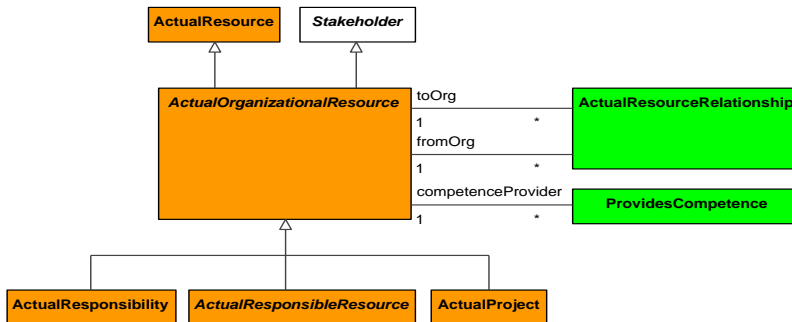 ActualResource
Stakeholder
ActualOrganizationalResource
toOrg
1
*
fromOrg
1
*
competenceProvider
1
*
ActualResourceRelationship
ProvidesCompetence
ActualResponsibility
ActualResponsibleResource
ActualProject